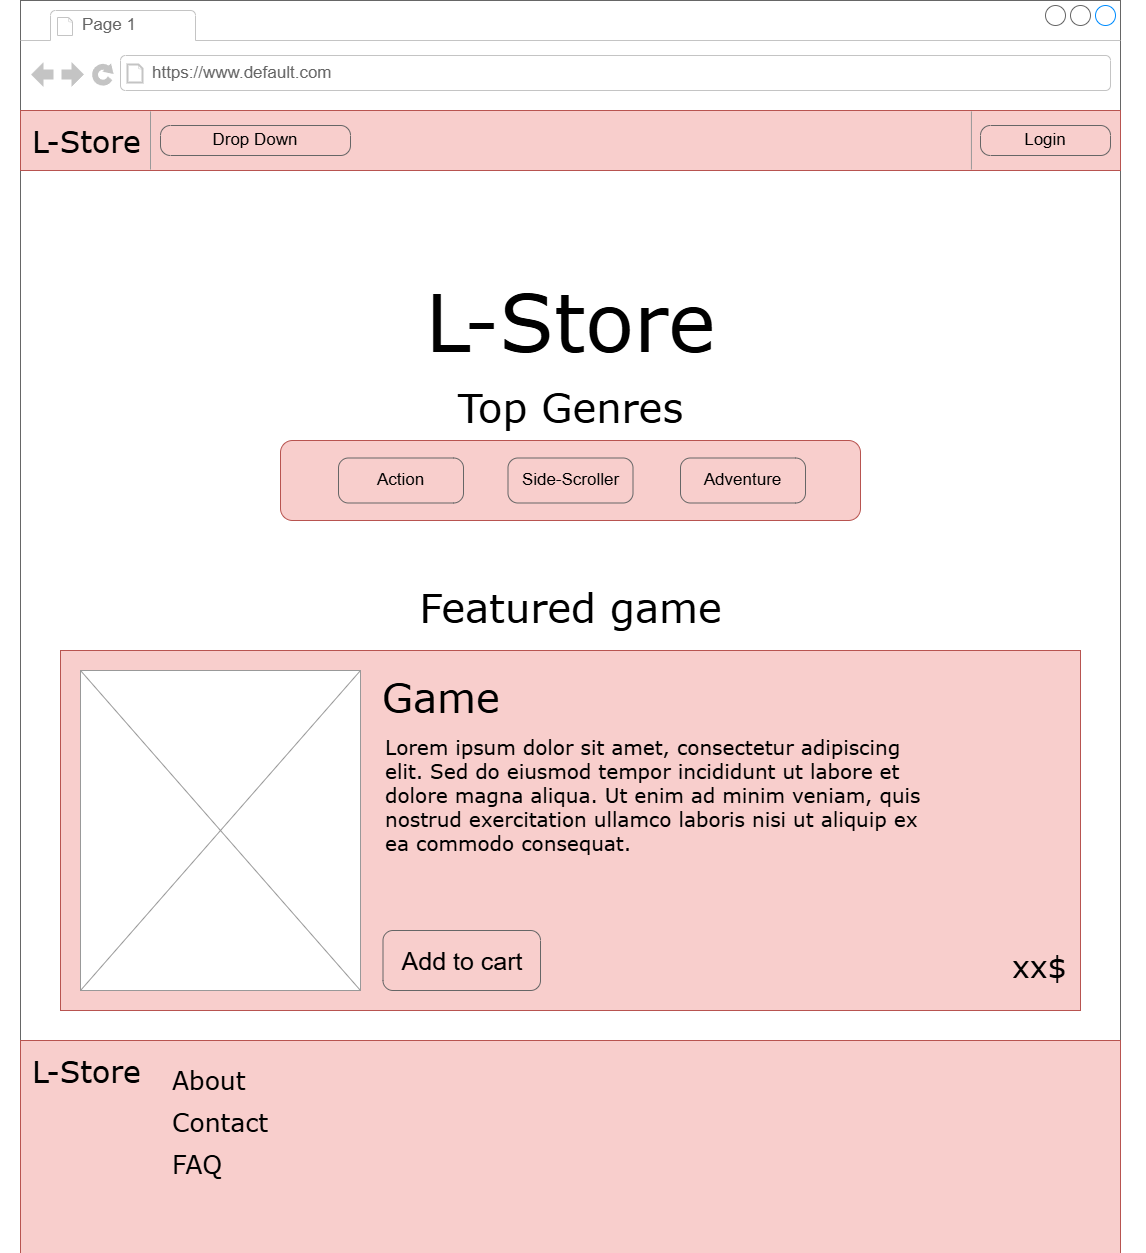 Page 1
https://www.default.com
L-Store
Drop Down
Login
L-Store
Top Genres
Action
Side-Scroller
Adventure
Featured game
Game
Lorem ipsum dolor sit amet, consectetur adipiscing
elit. Sed do eiusmod tempor incididunt ut labore et
dolore magna aliqua. Ut enim ad minim veniam, quis
nostrud exercitation ullamco laboris nisi ut aliquip ex
ea commodo consequat.
Add to cart
xx$
L-Store
About
Contact
FAQ